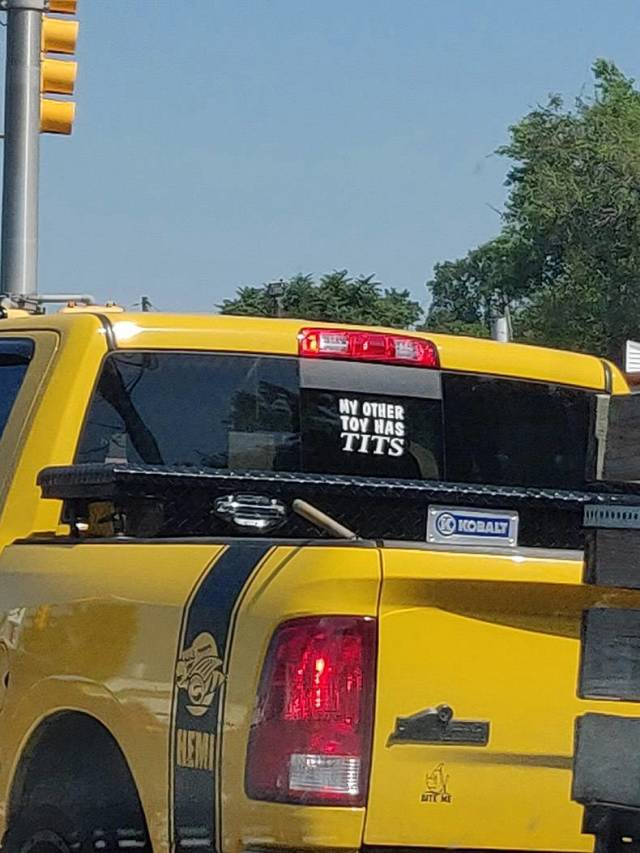 MY OTHER
TOY HAS
TITS
K KOBALT
HEMI
BITE ME